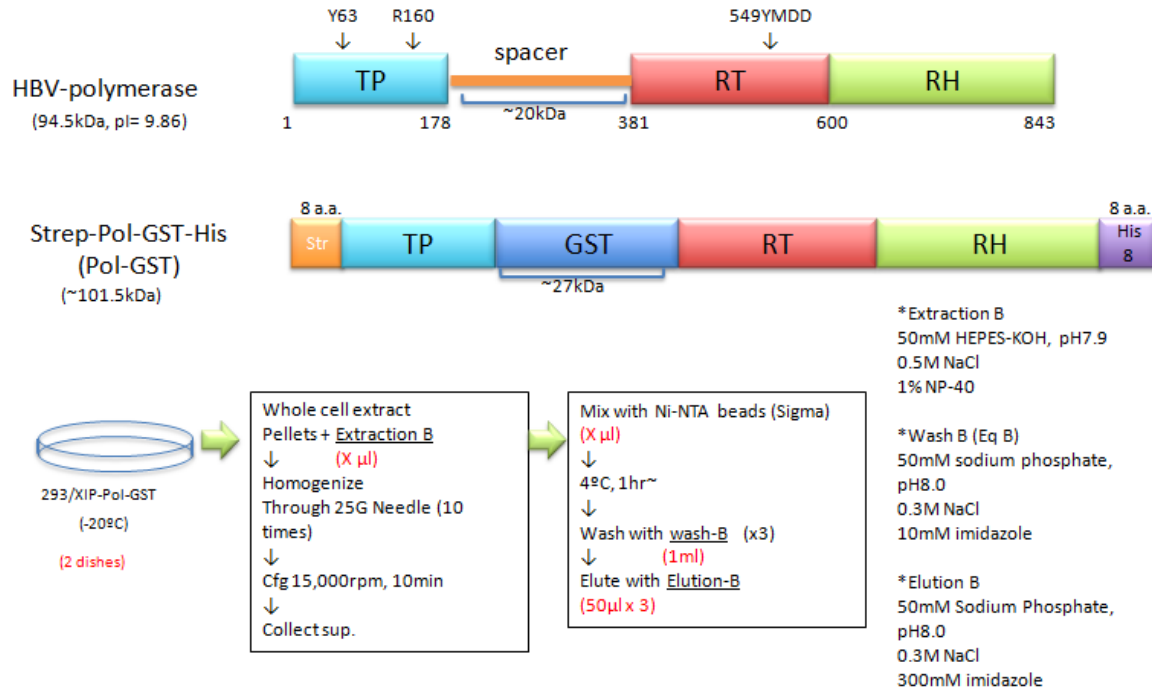 Y63 R160 549YMDD
↓ ↓ ↓
spacer
HBV-polymerase
(94.5kDa, pI= 9.86)
TP RT RH
~20kDa
1 178 381 600 843
8 a.a. 8 a.a.
Strep-Pol-GST-His
(Pol-GST)
(~101.5kDa)
Str TP GST RT RH His
8
~27kDa
293/XIP-Pol-GST
(-20ºC)
(2 dishes)
Whole cell extract
Pellets + Extraction B
↓ (X µl)
Homogenize
Through 25G Needle (10
times)
↓
Cfg 15,000rpm, 10min
↓
Collect sup.
Mix with Ni-NTA beads (Sigma)
(X µl)
↓
4ºC, 1hr~
↓
Wash with wash-B (x3)
↓ (1ml)
Elute with Elution-B
(50µl x 3)
*Extraction B
50mM HEPES-KOH, pH7.9
0.5M NaCl
1% NP-40
*Wash B (Eq B)
50mM sodium phosphate,
pH8.0
0.3M NaCl
10mM imidazole
*Elution B
50mM Sodium Phosphate,
pH8.0
0.3M NaCl
300mM imidazole